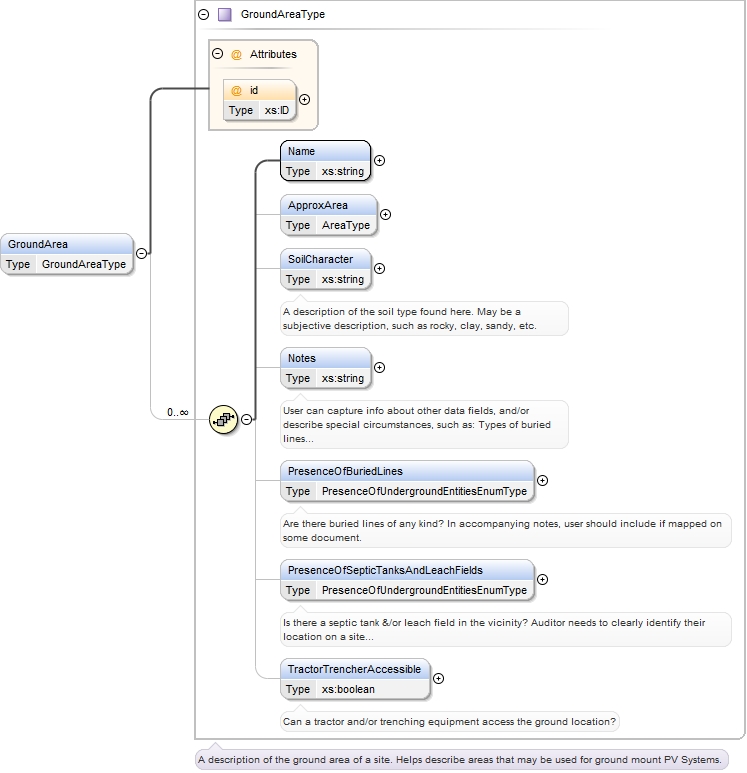 GroundAreaType
Attributes
@ id
Type xs:ID
Name
Type xs:string
ApproxArea
Type AreaType
GroundArea
Type GroundAreaType
SoilCharacter
Type xs:string
A description of the soil type found here. May be a
subjective description, such as rocky, clay, sandy, etc.
Notes
Type xs:string
0..∞
User can capture info about other data fields, and/or
describe special circumstances, such as: Types of buried
lines...
PresenceOfBuriedLines
Type PresenceOfUndergroundEntitiesEnumType
Are there buried lines of any kind? In accompanying notes, user should include if mapped on
some document.
PresenceOfSepticTanksAndLeachFields
Type PresenceOfUndergroundEntitiesEnumType
Is there a septic tank &/or leach field in the vicinity? Auditor needs to clearly identify their
location on a site...
TractorTrencherAccessible
Type xs:boolean
Can a tractor and/or trenching equipment access the ground location?
A description of the ground area of a site. Helps describe areas that may be used for ground mount PV Systems.